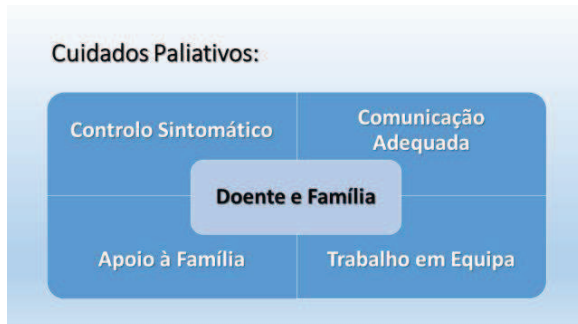 Cuidados Paliativos:
Controlo Sintomático
Comunicação
Adequada
Doente e Família
Apoio à Família
Trabalho em Equipa